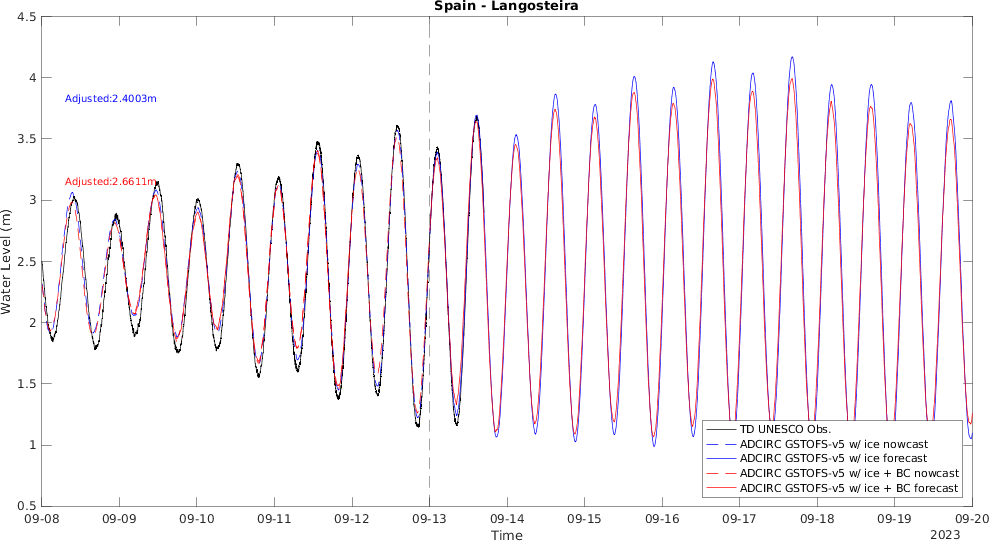 Spain - Langosteira
4.5
4
3.5
3
2.5
2
1.5
1
0.5
Water Level (m)
Adjusted:2.4003m
Adjusted:2.6611m
TD UNESCO Obs.
ADCIRC GSTOFS-v5 w/ ice nowcast
ADCIRC GSTOFS-v5 w/ ice forecast
ADCIRC GSTOFS-v5 w/ ice + BC nowcast
ADCIRC GSTOFS-v5 w/ ice + BC forecast
09-08 09-09 09-10 09-11 09-12 09-13 09-14 09-15 09-16 09-17 09-18 09-19 09-20
Time
2023